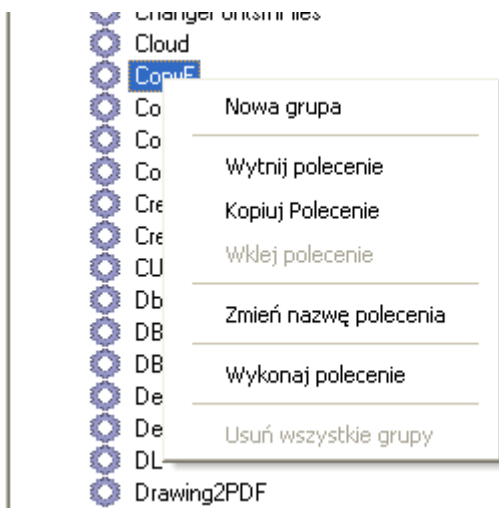 Cloud
CopyF
Co
Co
Co
Cre
Cre
CU
Db
DB
DB
De
De
DL
Drawing2PDF
Nowa grupa
Wytnij polecenie
Kopiuj Polecenie
Wklej polecenie
Zmień nazwę polecenia
Wykonaj polecenie
Usuń wszystkie grupy